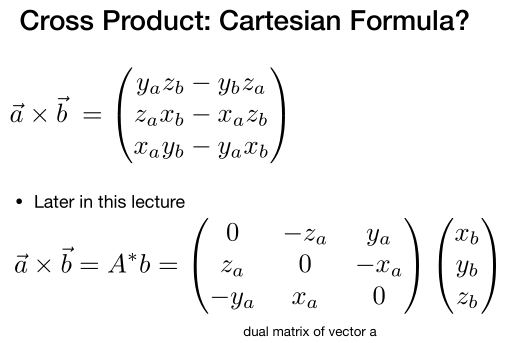 Cross Product: Cartesian Formula?
\vec{a} \times \vec{b} = \begin{pmatrix} y_a z_b - y_b z_a \\ z_a x_b - x_a z_b \\ x_a y_b - y_a x_b \end{pmatrix}
• Later in this lecture
\vec{a} \times \vec{b} = A^* b = \begin{pmatrix} 0 & -z_a & y_a \\ z_a & 0 & -x_a \\ -y_a & x_a & 0 \end{pmatrix} \begin{pmatrix} x_b \\ y_b \\ z_b \end{pmatrix}
dual matrix of vector a